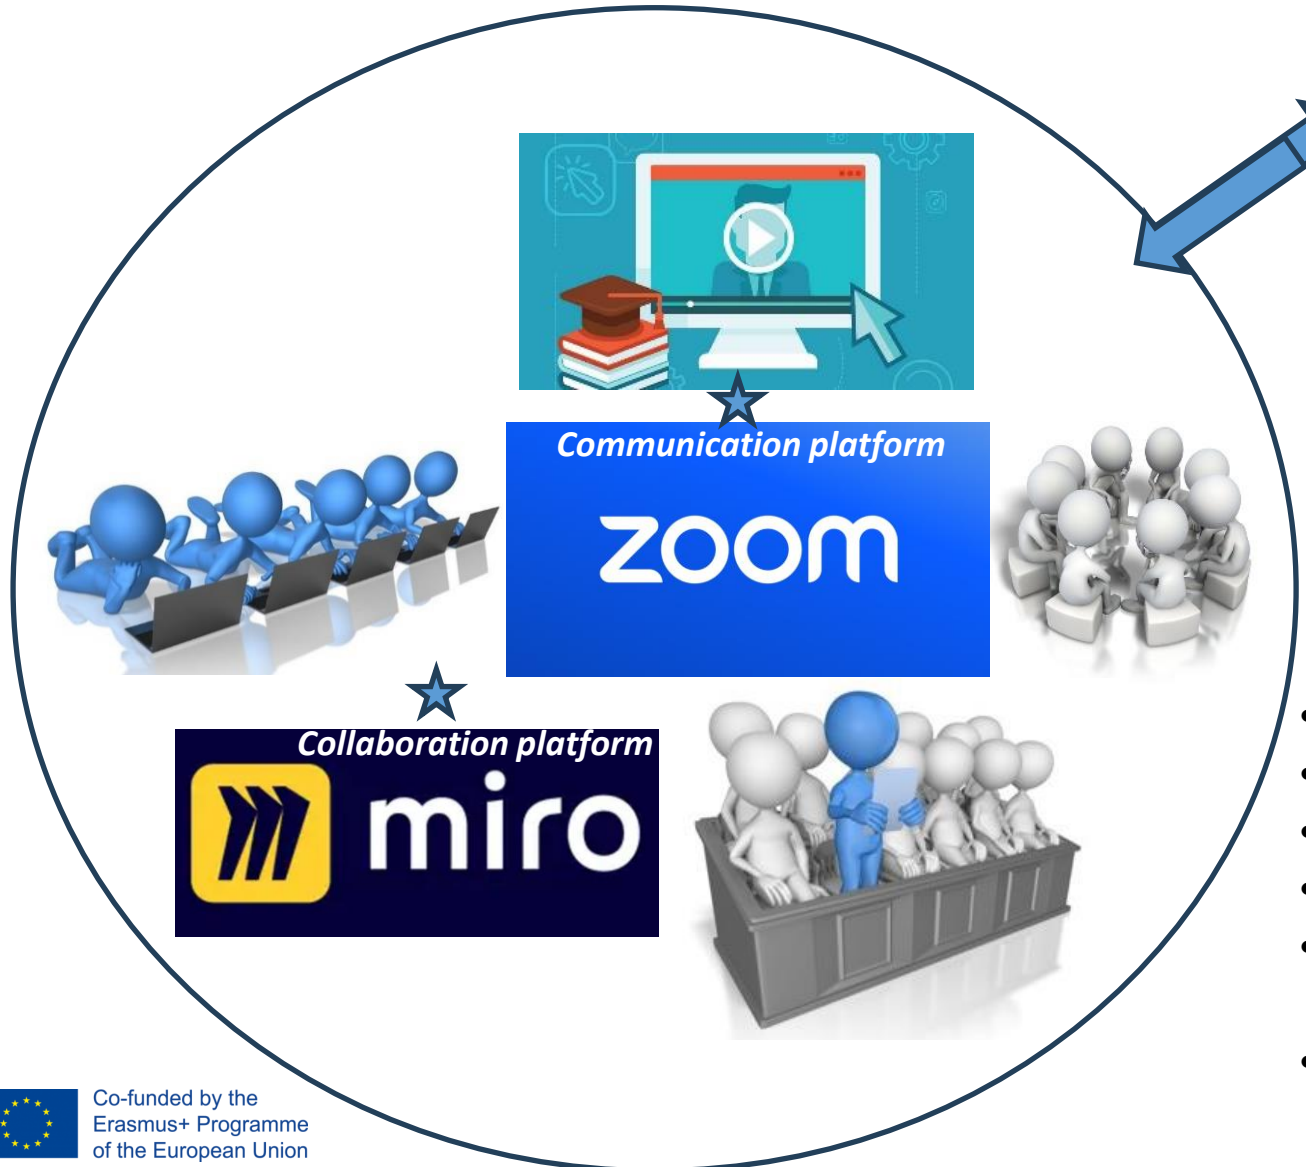 Communication platform
zoom
Collaboration platform
miro
Co-funded by the
Erasmus+ Programme
of the European Union